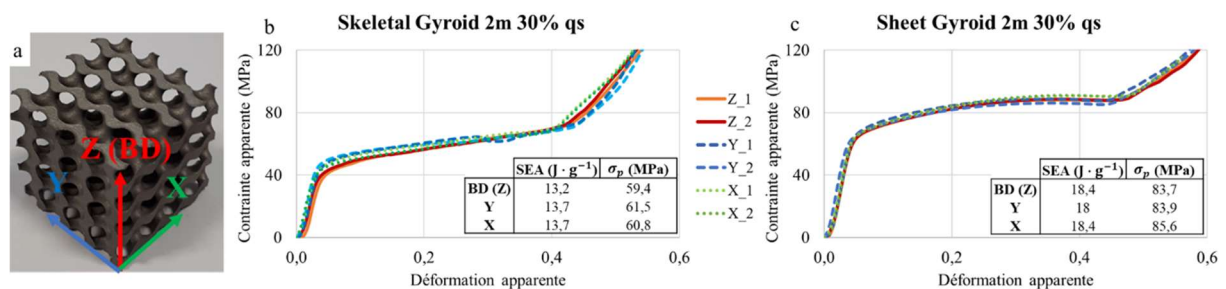 a
Z (BD)
Y
X
b
Skeletal Gyroid 2m 30% qs
Contrainte apparente (MPa)
120
80
40
0
0,0
0,2
0,4
0,6
Déformation apparente
SEA (J · g⁻¹) σp (MPa)
BD (Z) 13,2 59,4
Y 13,7 61,5
X 13,7 60,8
Z_1
Z_2
Y_1
Y_2
X_1
X_2
c
Sheet Gyroid 2m 30% qs
Contrainte apparente (MPa)
120
80
40
0
0,0
0,2
0,4
0,6
Déformation apparente
SEA (J · g⁻¹) σp (MPa)
BD (Z) 18,4 83,7
Y 18 83,9
X 18,4 85,6